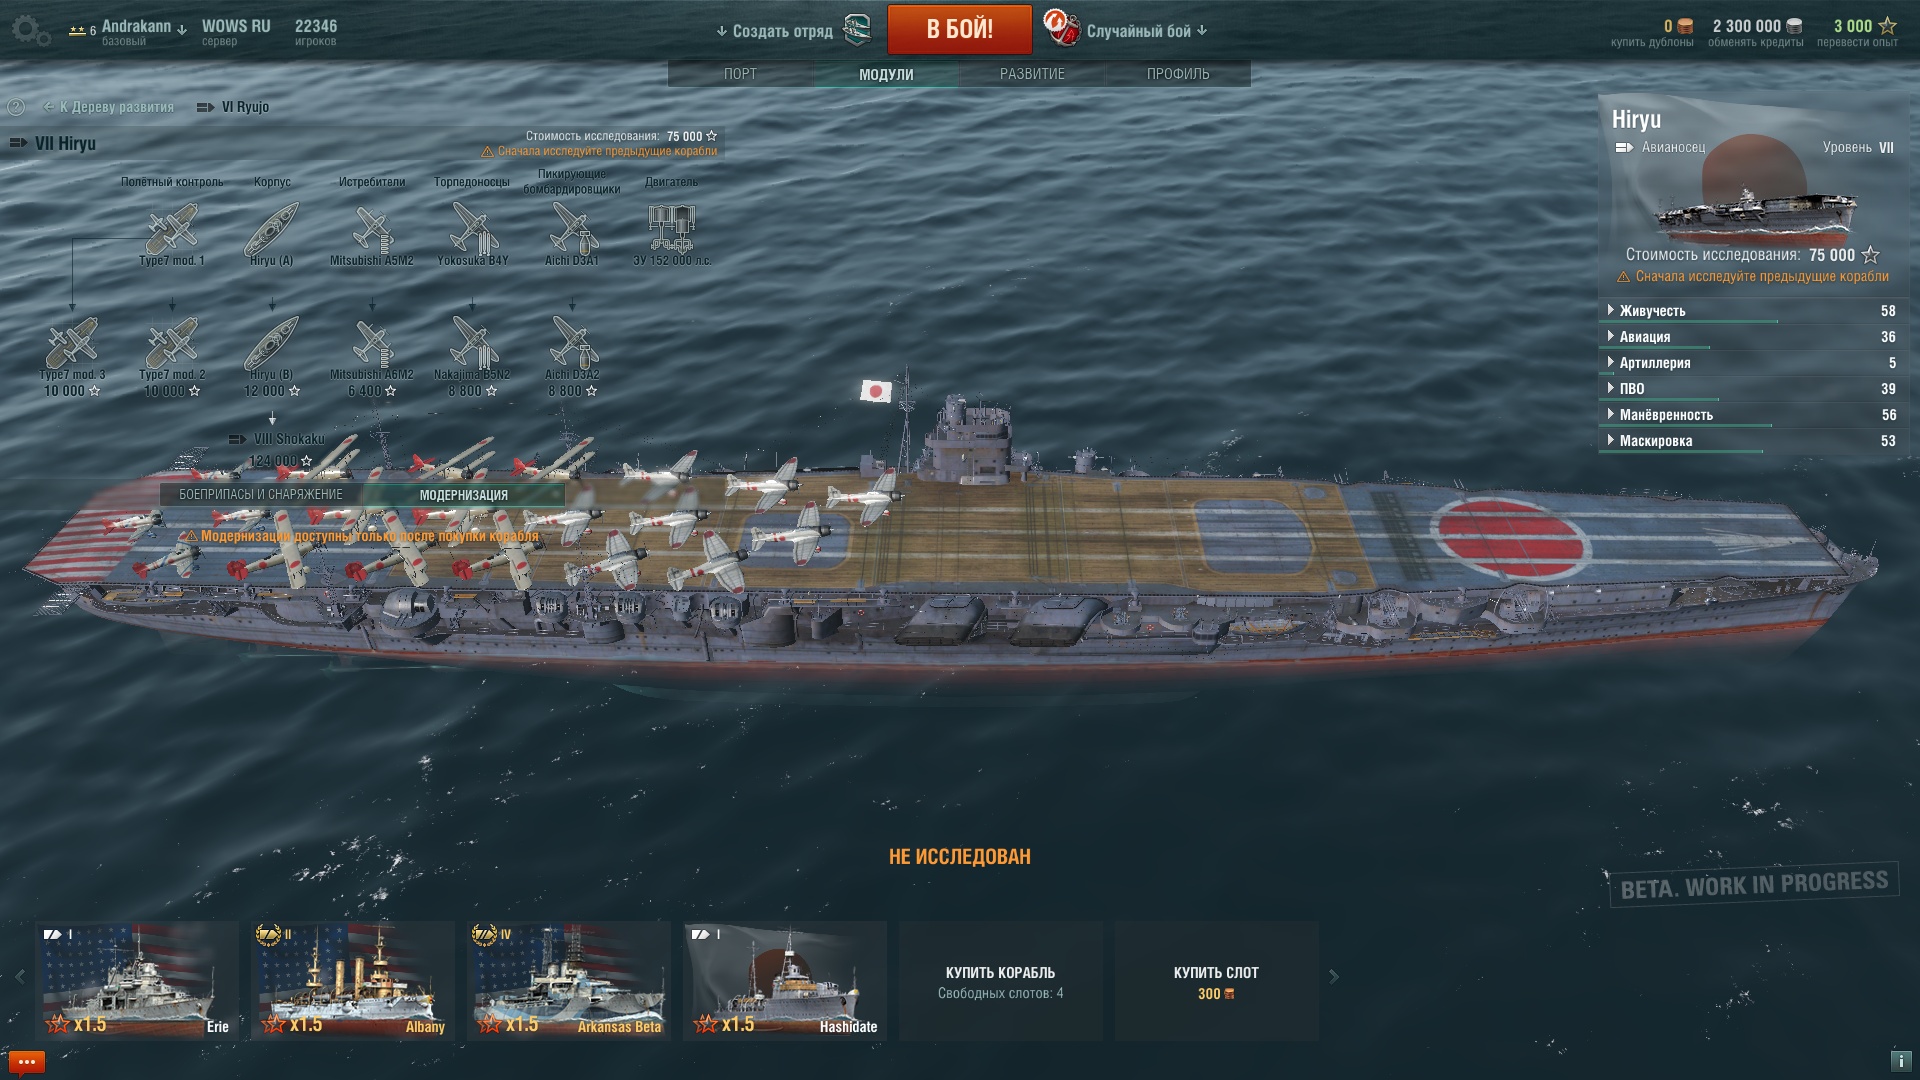 6 Andrakann
базовый
WOWS RU
сервер
22346
игроков
Создать отряд
В БОЙ!
Случайный бой
0
купить дублоны
2 300 000
обменять кредиты
3 000
перевести опыт
ПОРТ
МОДУЛИ
РАЗВИТИЕ
ПРОФИЛЬ
? К Дереву развития
VI Ryujo
VII Hiryu
Стоимость исследования: 75 000
Сначала исследуйте предыдущие корабли
Полётный контроль
Корпус
Истребители
Торпедоносцы
Пикирующие
бомбардировщики
Двигатель
Type7 mod. 1
Hiryu (A)
Mitsubishi A5M2
Yokosuka B4Y
Aichi D3A1
ЭУ 152 000 л.с.
Type7 mod. 3
10 000
Type7 mod. 2
10 000
Hiryu (B)
12 000
Mitsubishi A6M2
6 400
Nakajima B5N2
8 800
Aichi D3A2
8 800
VIII Shokaku
124 000
БОЕПРИПАСЫ И СНАРЯЖЕНИЕ
МОДЕРНИЗАЦИЯ
Модернизации доступны только после покупки корабля
Hiryu
Авианосец
Уровень VII
Стоимость исследования: 75 000
Сначала исследуйте предыдущие корабли
Живучесть 58
Авиация 36
Артиллерия 5
ПВО 39
Манёвренность 56
Маскировка 53
НЕ ИССЛЕДОВАН
BETA. WORK IN PROGRESS
I
x1.5
Erie
II
x1.5
Albany
IV
x1.5
Arkansas Beta
I
x1.5
Hashidate
КУПИТЬ КОРАБЛЬ
Свободных слотов: 4
КУПИТЬ СЛОТ
300
i